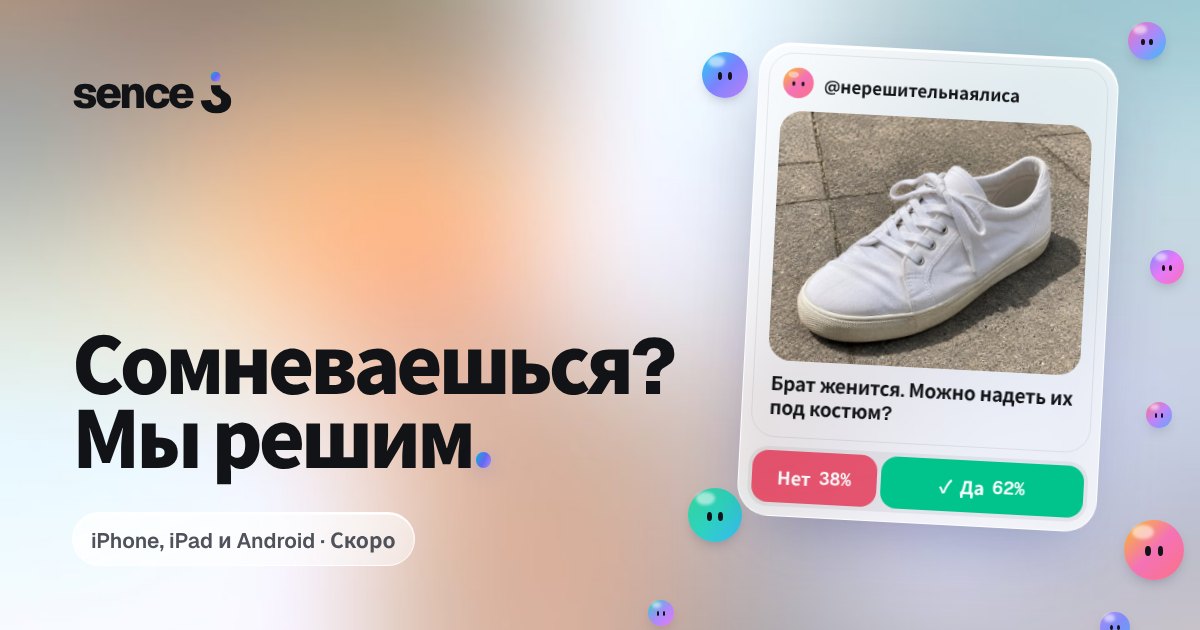 sence
Сомневаешься?
Мы решим.
iPhone, iPad и Android · Скоро
@нерешительнаялиса
Брат женится. Можно надеть их
под костюм?
Нет 38%
✓ Да 62%